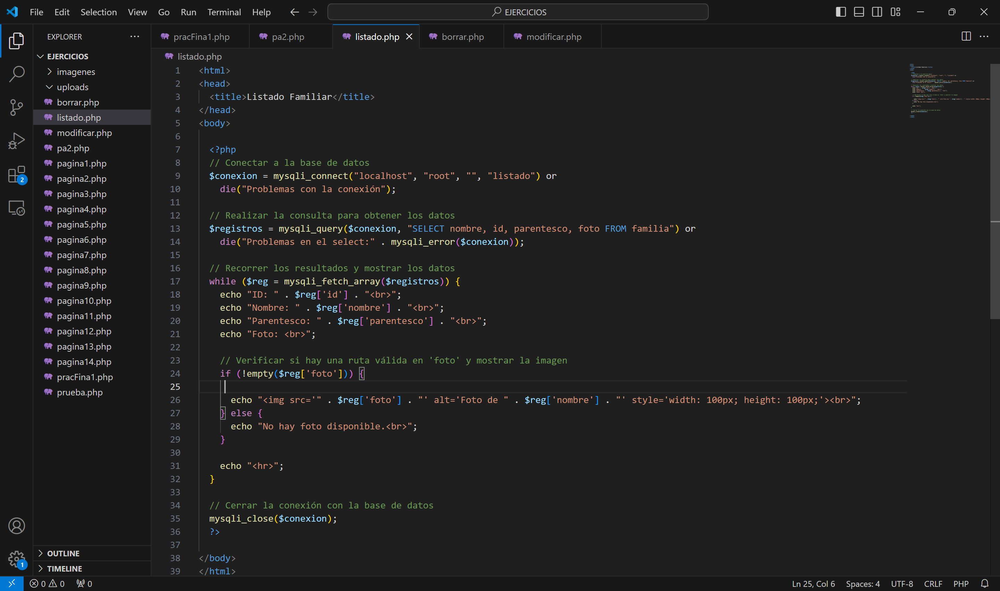 File Edit Selection View Go Run Terminal Help
EJERCICIOS
EXPLORER
EJERCICIOS
imagenes
uploads
borrar.php
listado.php
modificar.php
pa2.php
pagina1.php
pagina2.php
pagina3.php
pagina4.php
pagina5.php
pagina6.php
pagina7.php
pagina8.php
pagina9.php
pagina10.php
pagina11.php
pagina12.php
pagina13.php
pagina14.php
pracFina1.php
prueba.php
OUTLINE
TIMELINE
2
1
pracFina1.php pa2.php listado.php borrar.php modificar.php
listado.php
1 <html>
2 <head>
3 <title>Listado Familiar</title>
4 </head>
5 <body>
6
7 <?php
8 // Conectar a la base de datos
9 $conexion = mysqli_connect("localhost", "root", "", "listado") or
10 die("Problemas con la conexión");
11
12 // Realizar la consulta para obtener los datos
13 $registros = mysqli_query($conexion, "SELECT nombre, id, parentesco, foto FROM familia") or
14 die("Problemas en el select:" . mysqli_error($conexion));
15
16 // Recorrer los resultados y mostrar los datos
17 while ($reg = mysqli_fetch_array($registros)) {
18 echo "ID: " . $reg['id'] . "<br>";
19 echo "Nombre: " . $reg['nombre'] . "<br>";
20 echo "Parentesco: " . $reg['parentesco'] . "<br>";
21 echo "Foto: <br>";
22
23 // Verificar si hay una ruta válida en 'foto' y mostrar la imagen
24 if (!empty($reg['foto'])) {
25
26 echo "<img src='" . $reg['foto'] . "' alt='Foto de " . $reg['nombre'] . "' style='width: 100px; height: 100px;'><br>";
27 } else {
28 echo "No hay foto disponible.<br>";
29 }
30
31 echo "<hr>";
32 }
33
34 // Cerrar la conexión con la base de datos
35 mysqli_close($conexion);
36 ?>
37
38 </body>
39 </html>
0 0 0
Ln 25, Col 6 Spaces: 4 UTF-8 CRLF PHP